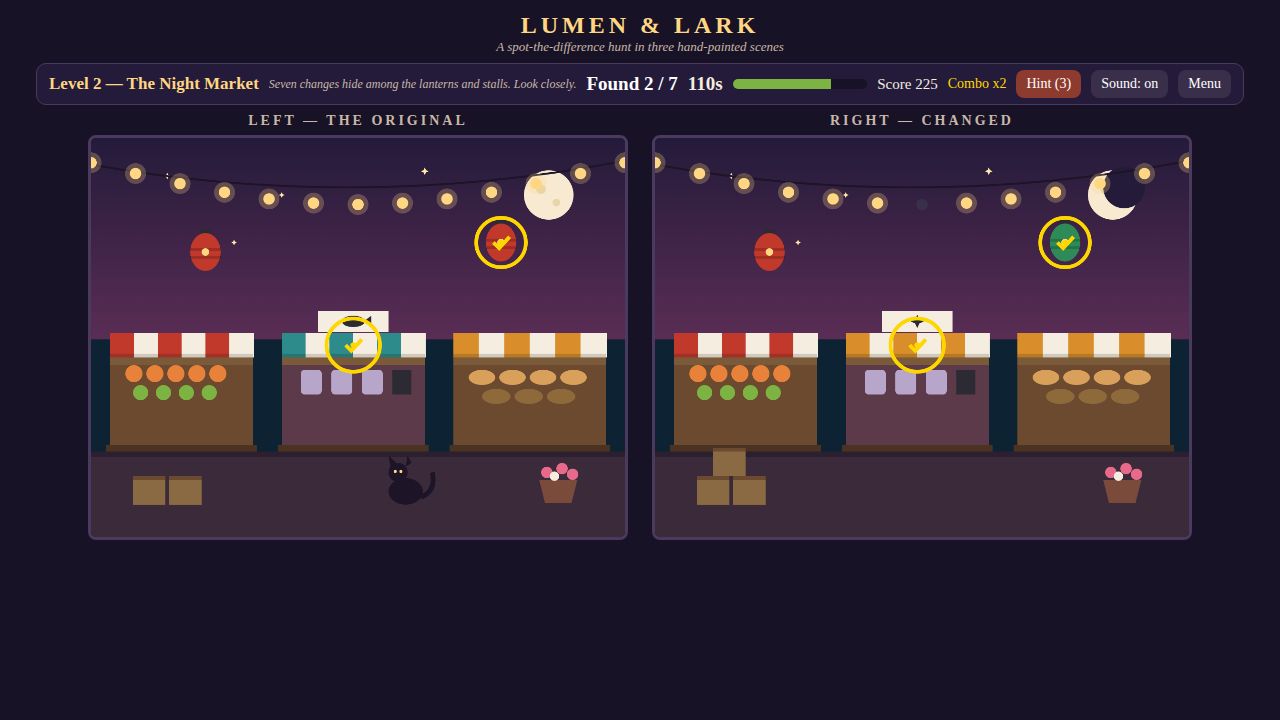 LUMEN & LARK
A spot-the-difference hunt in three hand-painted scenes
Level 2 — The Night Market Seven changes hide among the lanterns and stalls. Look closely. Found 2 / 7 110s Score 225 Combo x2 Hint (3) Sound: on Menu
LEFT — THE ORIGINAL RIGHT — CHANGED